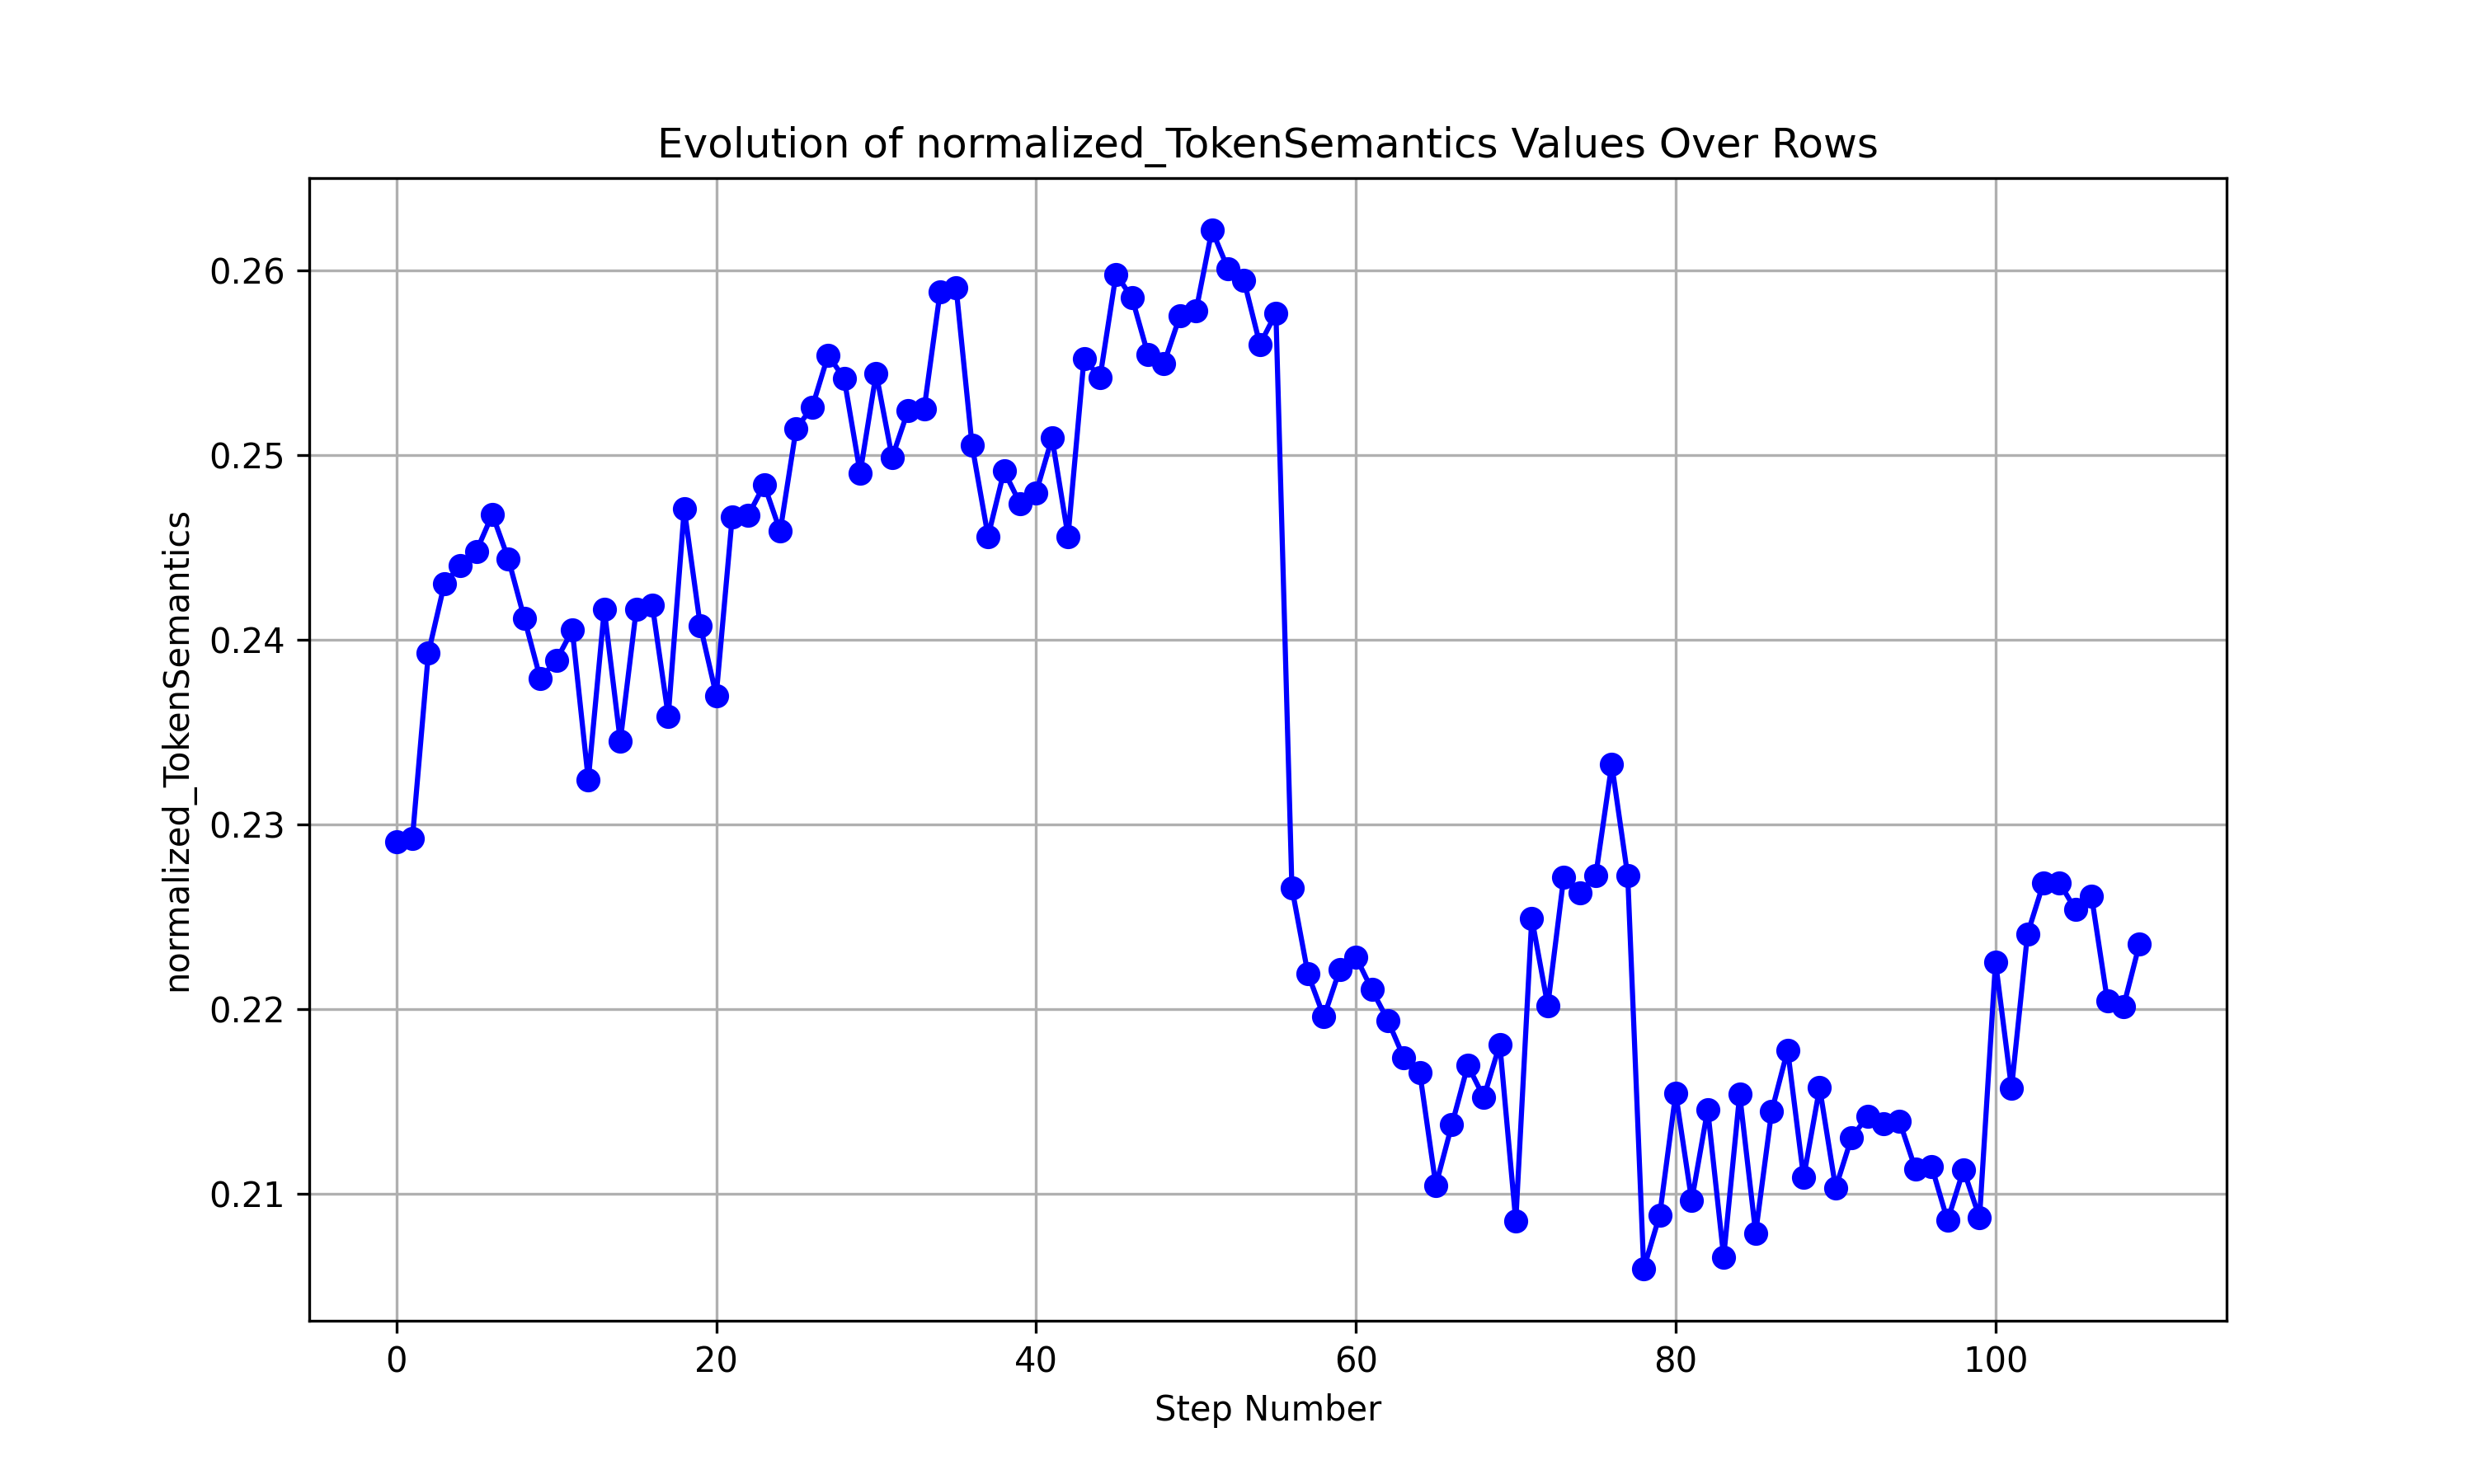 Evolution of normalized_TokenSemantics Values Over Rows
normalized_TokenSemantics
0.26
0.25
0.24
0.23
0.22
0.21
0 20 40 60 80 100
Step Number